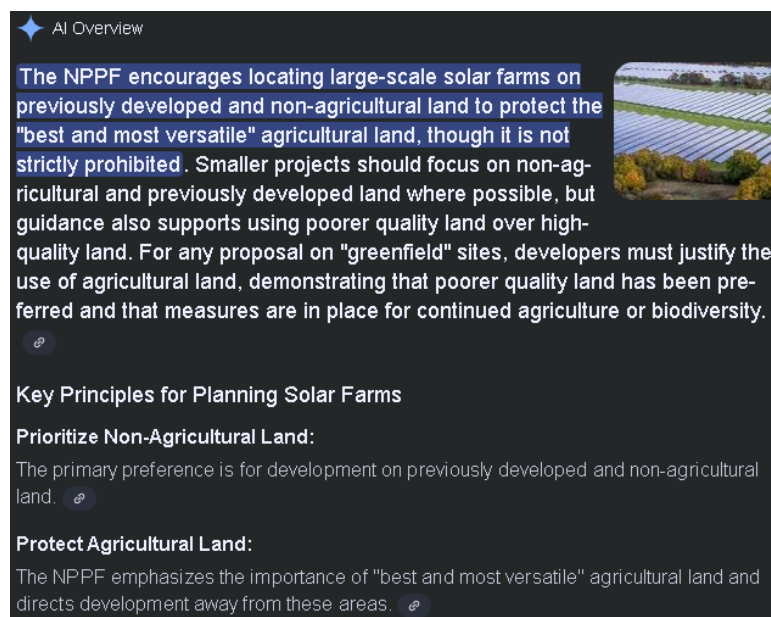 AI Overview
The NPPF encourages locating large-scale solar farms on
previously developed and non-agricultural land to protect the
"best and most versatile" agricultural land, though it is not
strictly prohibited. Smaller projects should focus on non-ag-
ricultural and previously developed land where possible, but
guidance also supports using poorer quality land over high-
quality land. For any proposal on "greenfield" sites, developers must justify the
use of agricultural land, demonstrating that poorer quality land has been pre-
ferred and that measures are in place for continued agriculture or biodiversity.
Key Principles for Planning Solar Farms
Prioritize Non-Agricultural Land:
The primary preference is for development on previously developed and non-agricultural
land.
Protect Agricultural Land:
The NPPF emphasizes the importance of "best and most versatile" agricultural land and
directs development away from these areas.